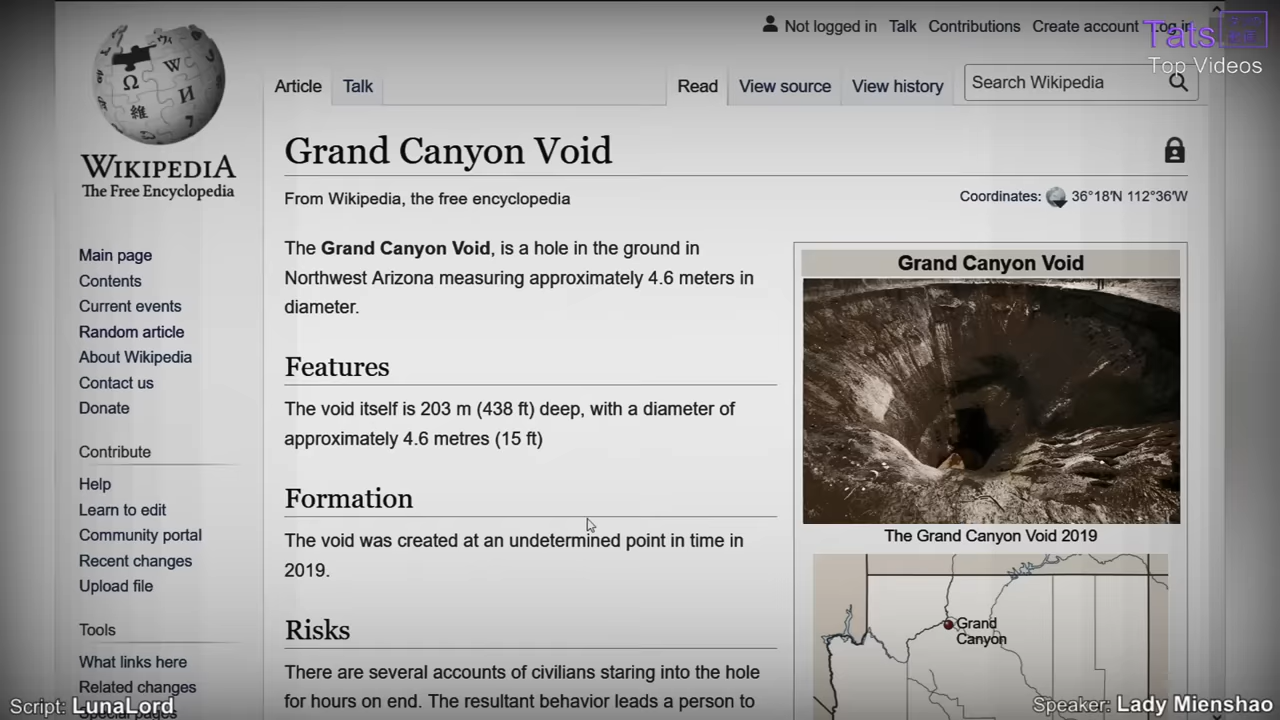 Not logged in Talk Contributions Create account Log in
Tats
Top Videos
Article Talk Read View source View history Search Wikipedia
WIKIPEDIA
The Free Encyclopedia
Grand Canyon Void
From Wikipedia, the free encyclopedia
Coordinates: 36°18′N 112°36′W
Main page
Contents
Current events
Random article
About Wikipedia
Contact us
Donate
Contribute
Help
Learn to edit
Community portal
Recent changes
Upload file
Tools
What links here
Related changes
Special pages
The Grand Canyon Void, is a hole in the ground in
Northwest Arizona measuring approximately 4.6 meters in
diameter.
Features
The void itself is 203 m (438 ft) deep, with a diameter of
approximately 4.6 metres (15 ft)
Formation
The void was created at an undetermined point in time in
2019.
Risks
There are several accounts of civilians staring into the hole
for hours on end. The resultant behavior leads a person to
Grand Canyon Void
The Grand Canyon Void 2019
Grand
Canyon
Script: LunaLord
Speaker: Lady Mienshao